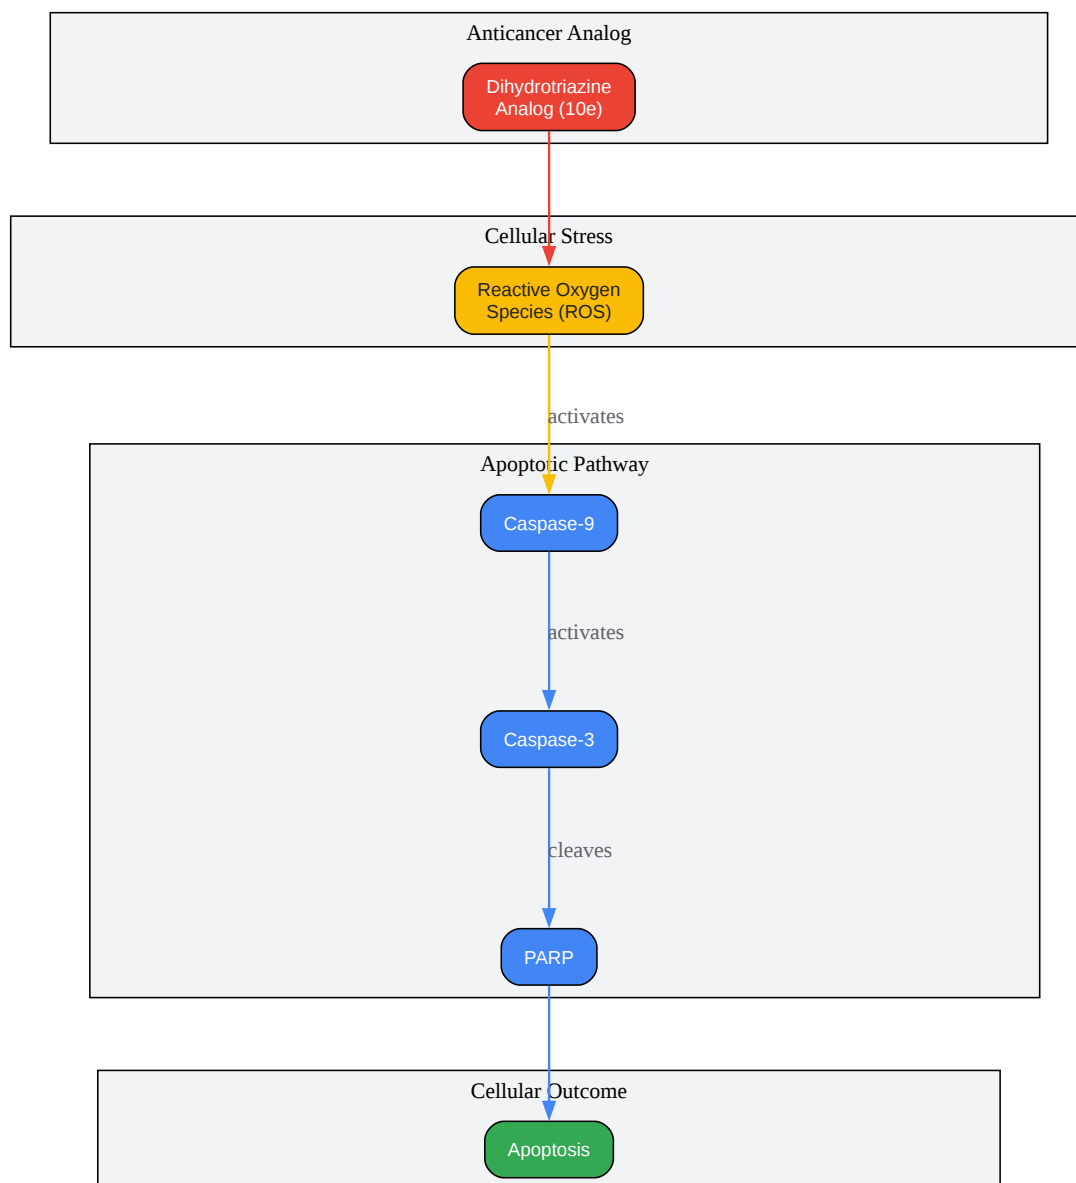 Anticancer Analog
Dihydrotriazine
Analog (10e)
Cellular Stress
Reactive Oxygen
Species (ROS)
activates
Apoptotic Pathway
Caspase-9
activates
Caspase-3
cleaves
PARP
Cellular Outcome
Apoptosis